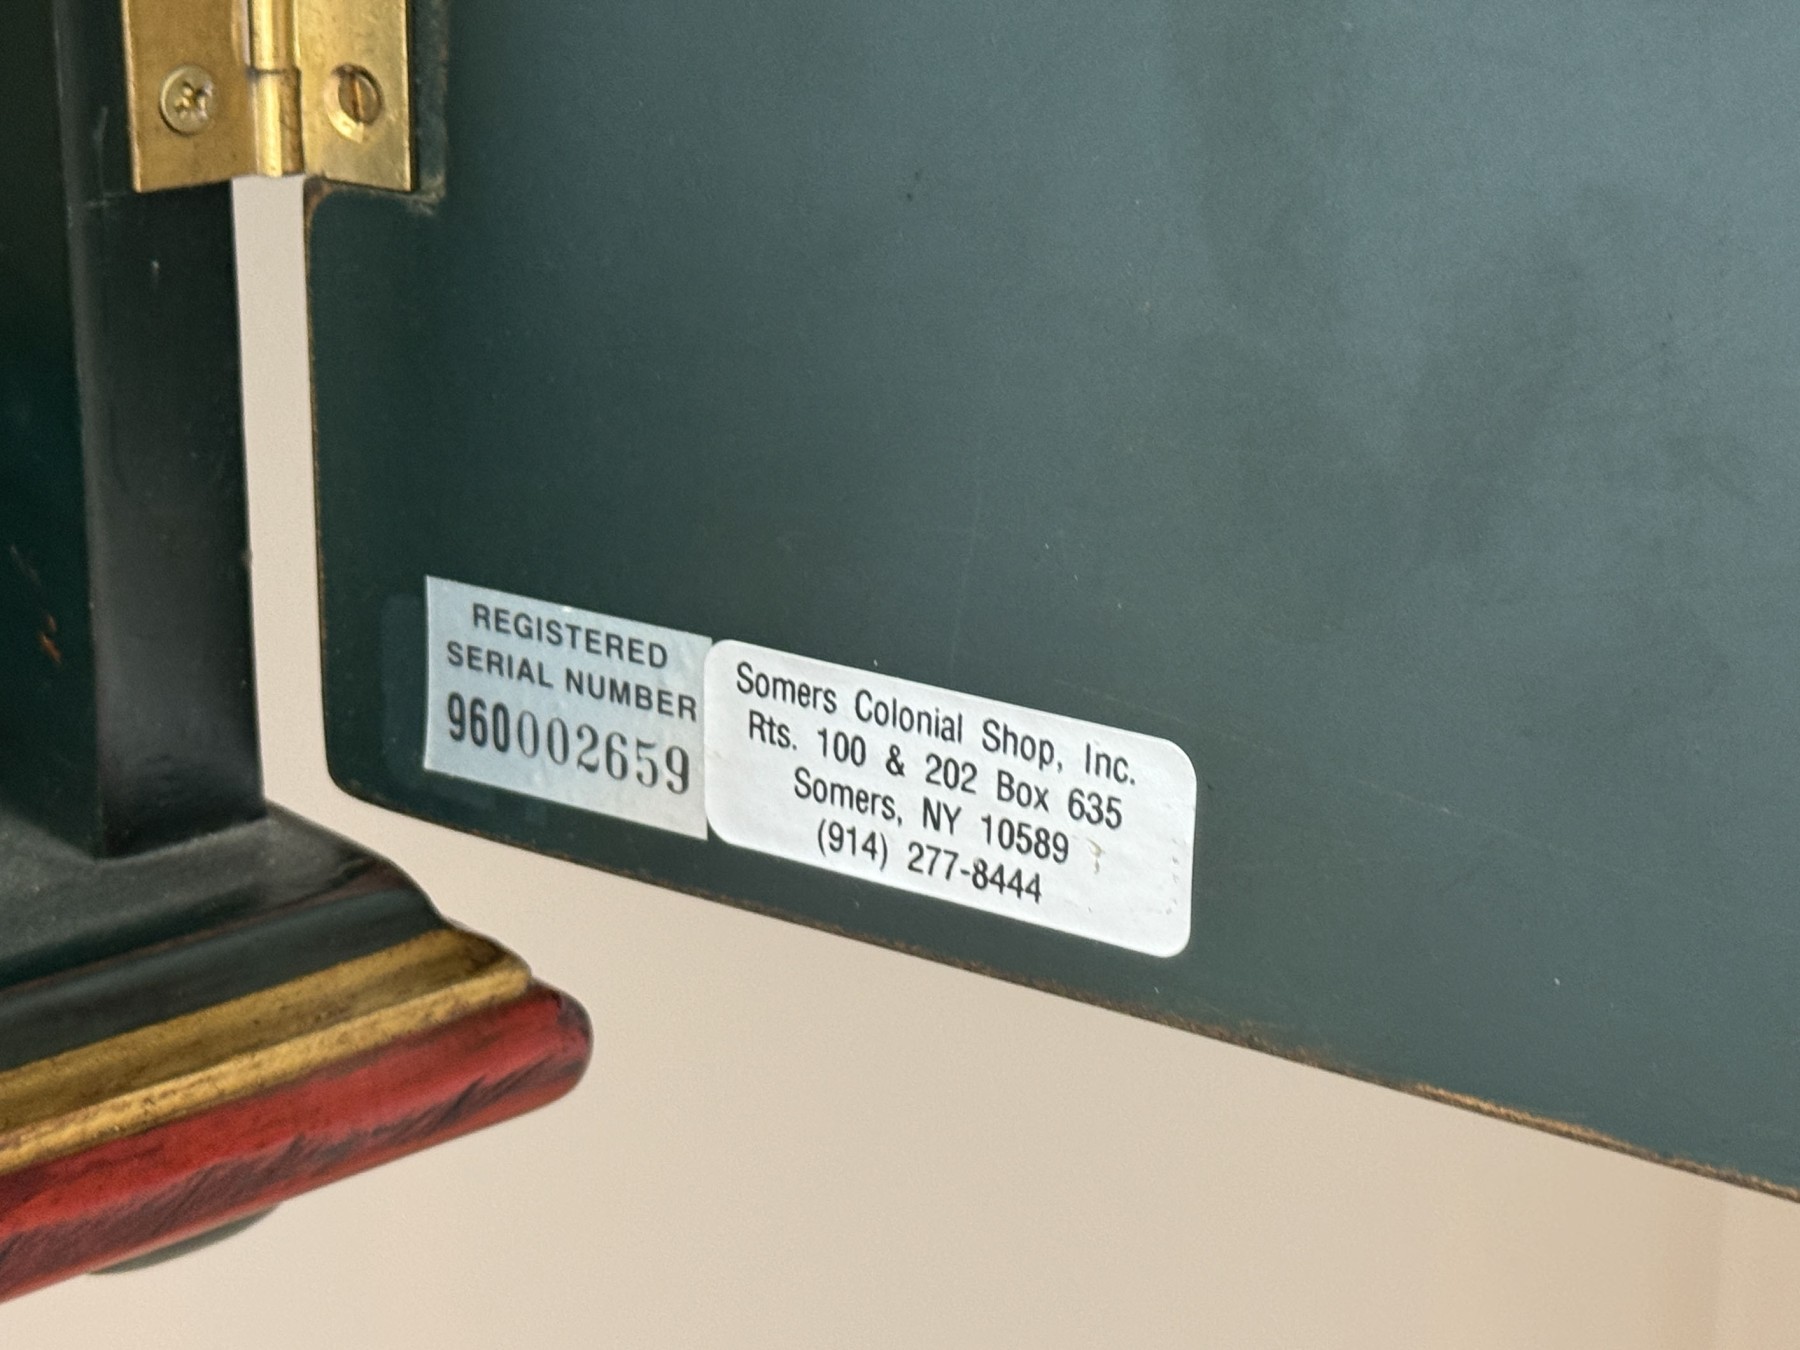 REGISTERED
SERIAL NUMBER
960002659
Somers Colonial Shop, Inc.
Rts. 100 & 202 Box 635
Somers, NY 10589
(914) 277-8444